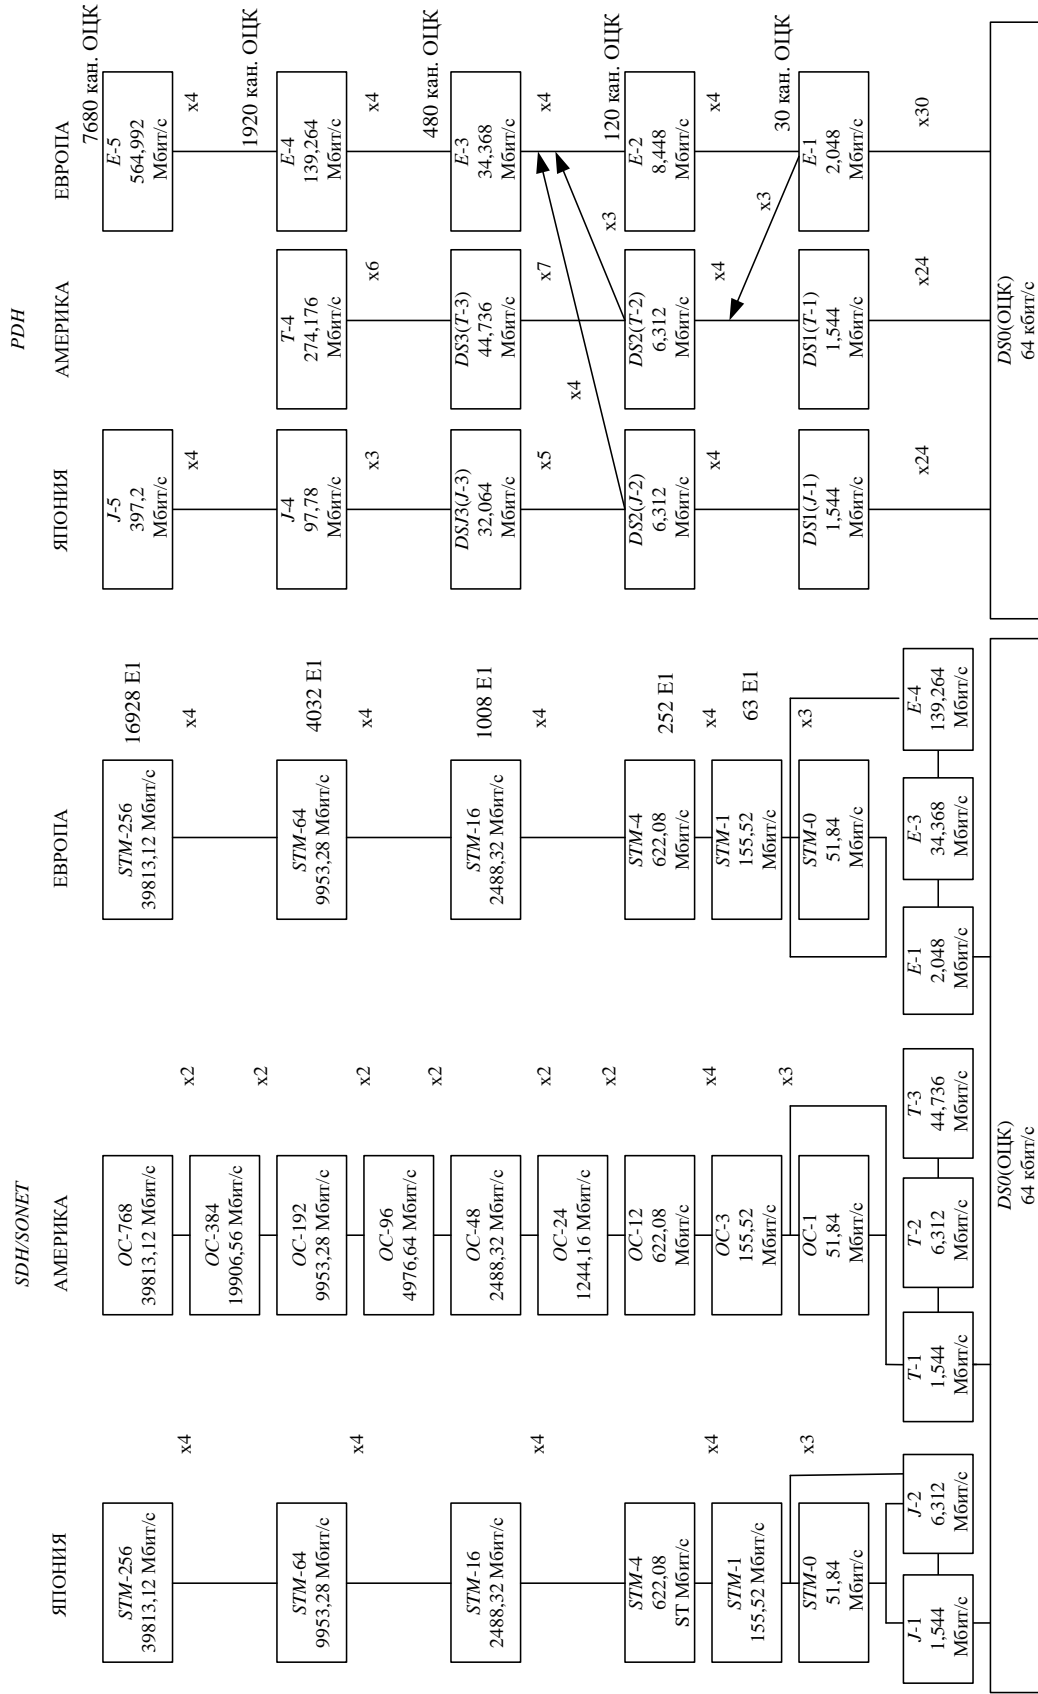 SDH/SONET
PDH
ЯПОНИЯ
АМЕРИКА
ЕВРОПА
ЯПОНИЯ
АМЕРИКА
ЕВРОПА
STM-256
39813,12 Мбит/с
x4
STM-64
9953,28 Мбит/с
x4
STM-16
2488,32 Мбит/с
x4
STM-4
622,08
ST Мбит/с
x4
STM-1
155,52 Мбит/с
x3
STM-0
51,84
Мбит/с
J-1
1,544
Мбит/с
J-2
6,312
Мбит/с
OC-768
39813,12 Мбит/с
x2
OC-384
19906,56 Мбит/с
x2
OC-192
9953,28 Мбит/с
x2
OC-96
4976,64 Мбит/с
x2
OC-48
2488,32 Мбит/с
x2
OC-24
1244,16 Мбит/с
x2
OC-12
622,08
Мбит/с
x4
OC-3
155,52
Мбит/с
x3
OC-1
51,84
Мбит/с
T-1
1,544
Мбит/с
T-2
6,312
Мбит/с
T-3
44,736
Мбит/с
STM-256
39813,12 Мбит/с
16928 E1
x4
STM-64
9953,28 Мбит/с
4032 E1
x4
STM-16
2488,32 Мбит/с
1008 E1
x4
STM-4
622,08
Мбит/с
252 E1
x4
STM-1
155,52
Мбит/с
63 E1
x3
STM-0
51,84
Мбит/с
E-1
2,048
Мбит/с
E-3
34,368
Мбит/с
E-4
139,264
Мбит/с
DS0(ОЦК)
64 кбит/с
J-5
397,2
Мбит/с
x4
J-4
97,78
Мбит/с
x3
DSJ3(J-3)
32,064
Мбит/с
x5
DS2(J-2)
6,312
Мбит/с
x4
DS1(J-1)
1,544
Мбит/с
x24
x4
T-4
274,176
Мбит/с
x6
DS3(T-3)
44,736
Мбит/с
x7
DS2(T-2)
6,312
Мбит/с
x4
DS1(T-1)
1,544
Мбит/с
x24
x3
x3
7680 кан. ОЦК
E-5
564,992
Мбит/с
x4
1920 кан. ОЦК
E-4
139,264
Мбит/с
x4
480 кан. ОЦК
E-3
34,368
Мбит/с
x4
120 кан. ОЦК
E-2
8,448
Мбит/с
x4
30 кан. ОЦК
E-1
2,048
Мбит/с
x30
DS0(ОЦК)
64 кбит/с